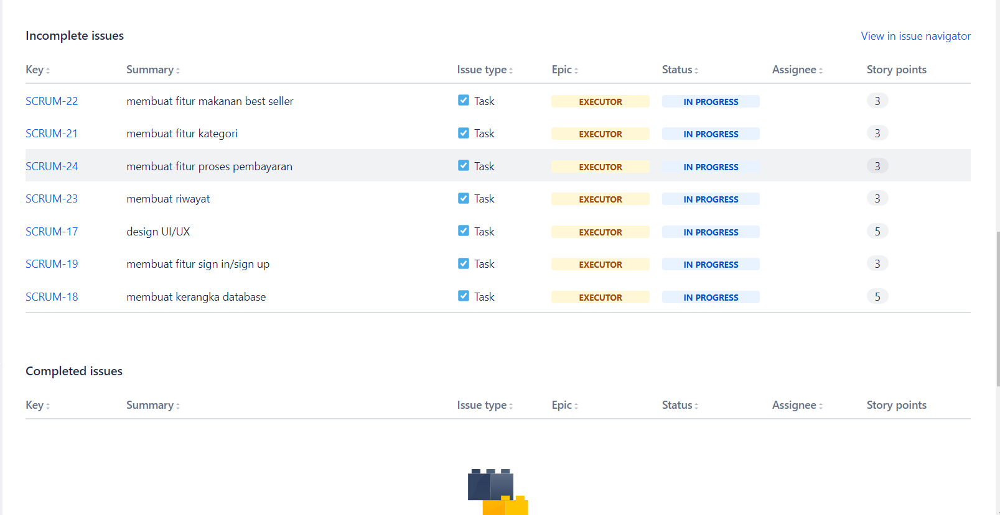 Incomplete issues View in issue navigator
Key Summary Issue type Epic Status Assignee Story points
SCRUM-22 membuat fitur makanan best seller Task EXECUTOR IN PROGRESS 3
SCRUM-21 membuat fitur kategori Task EXECUTOR IN PROGRESS 3
SCRUM-24 membuat fitur proses pembayaran Task EXECUTOR IN PROGRESS 3
SCRUM-23 membuat riwayat Task EXECUTOR IN PROGRESS 3
SCRUM-17 design UI/UX Task EXECUTOR IN PROGRESS 5
SCRUM-19 membuat fitur sign in/sign up Task EXECUTOR IN PROGRESS 3
SCRUM-18 membuat kerangka database Task EXECUTOR IN PROGRESS 5
Completed issues
Key Summary Issue type Epic Status Assignee Story points